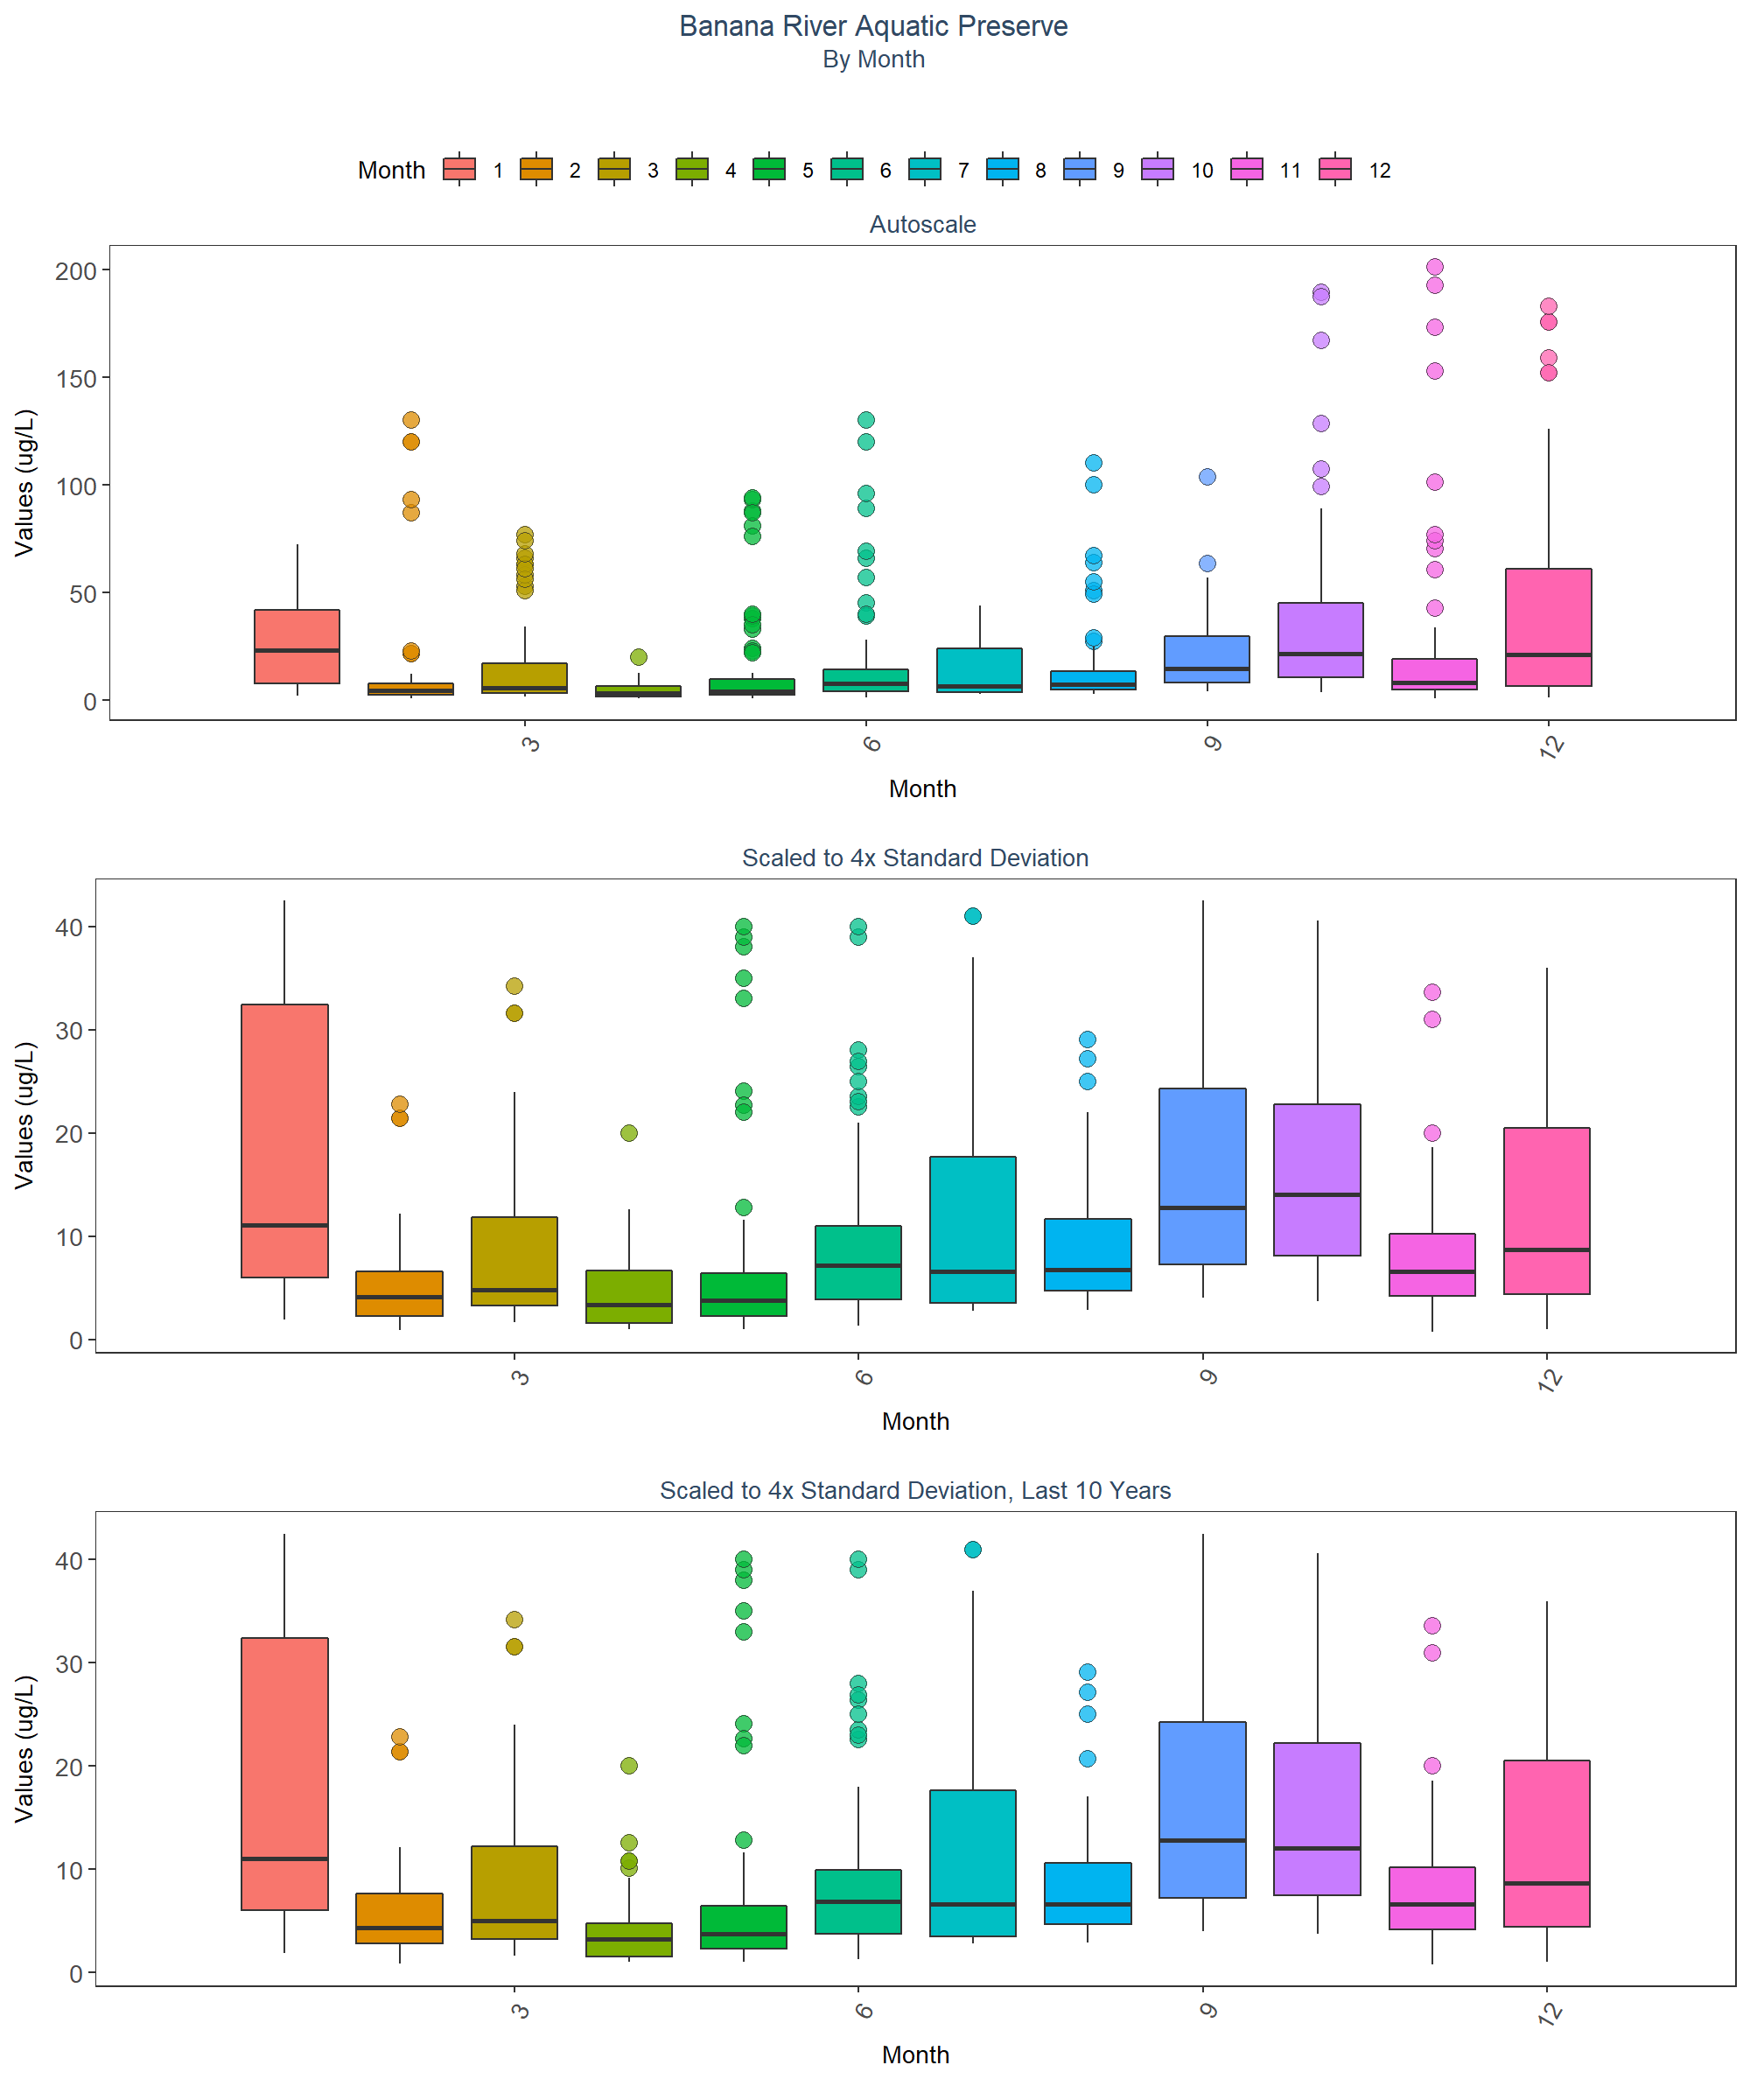 Banana River Aquatic Preserve
By Month
Month 1 2 3 4 5 6 7 8 9 10 11 12
Autoscale
Values (ug/L)
200
150
100
50
0
3 6 9 12
Month
Scaled to 4x Standard Deviation
Values (ug/L)
40
30
20
10
0
3 6 9 12
Month
Scaled to 4x Standard Deviation, Last 10 Years
Values (ug/L)
40
30
20
10
0
3 6 9 12
Month